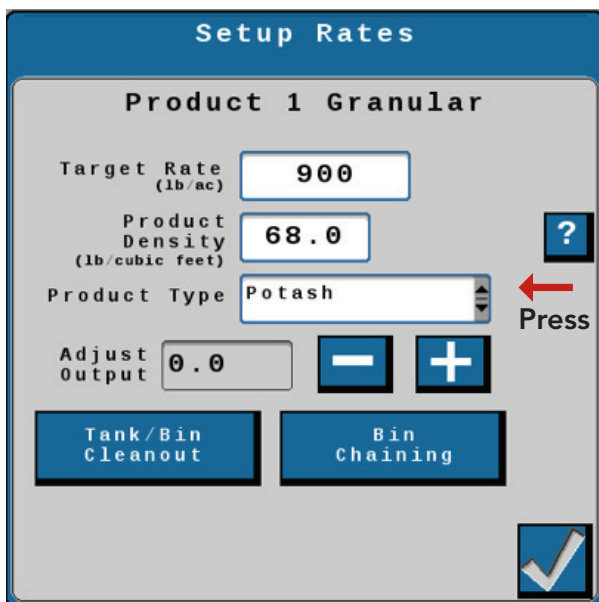 Setup Rates
Product 1 Granular
Target Rate
(lb/ac)
900
Product
Density
(lb/cubic feet)
68.0
?
Product Type
Potash
Press
Adjust
Output
0.0
Tank/Bin
Cleanout
Bin
Chaining